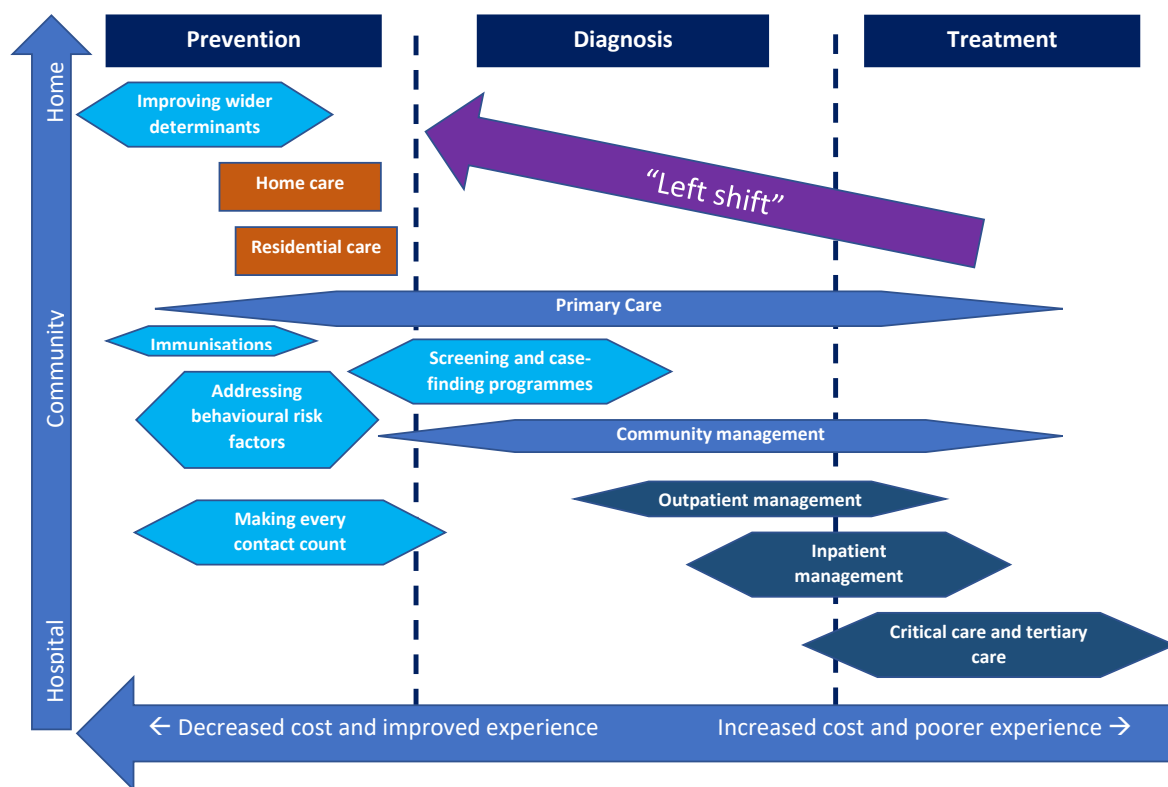 Prevention
Diagnosis
Treatment
Home
Community
Hospital
Improving wider
determinants
“Left shift”
Home care
Residential care
Primary Care
Immunisations
Screening and case-
finding programmes
Addressing
behavioural risk
factors
Community management
Outpatient management
Making every
contact count
Inpatient
management
Critical care and tertiary
care
← Decreased cost and improved experience
Increased cost and poorer experience →